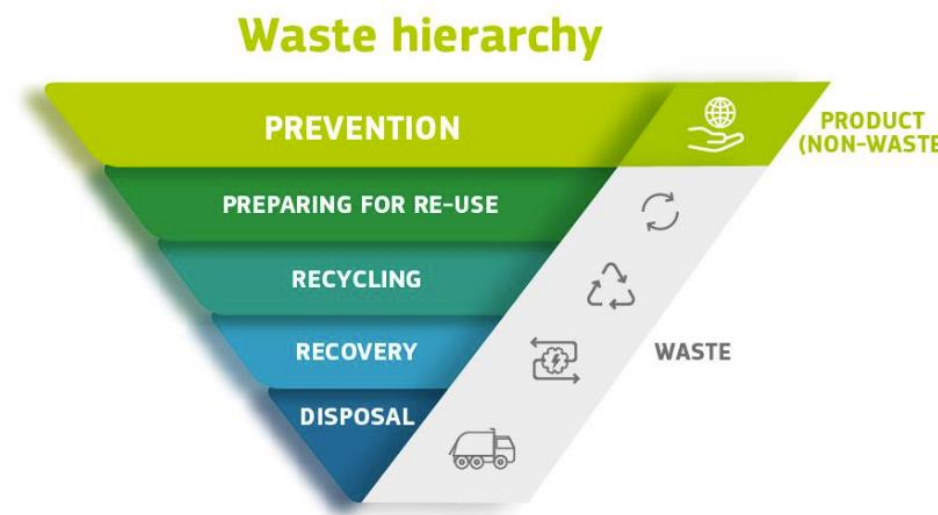 Waste hierarchy
PREVENTION
PRODUCT
(NON-WASTE
PREPARING FOR RE-USE
RECYCLING
RECOVERY
WASTE
DISPOSAL